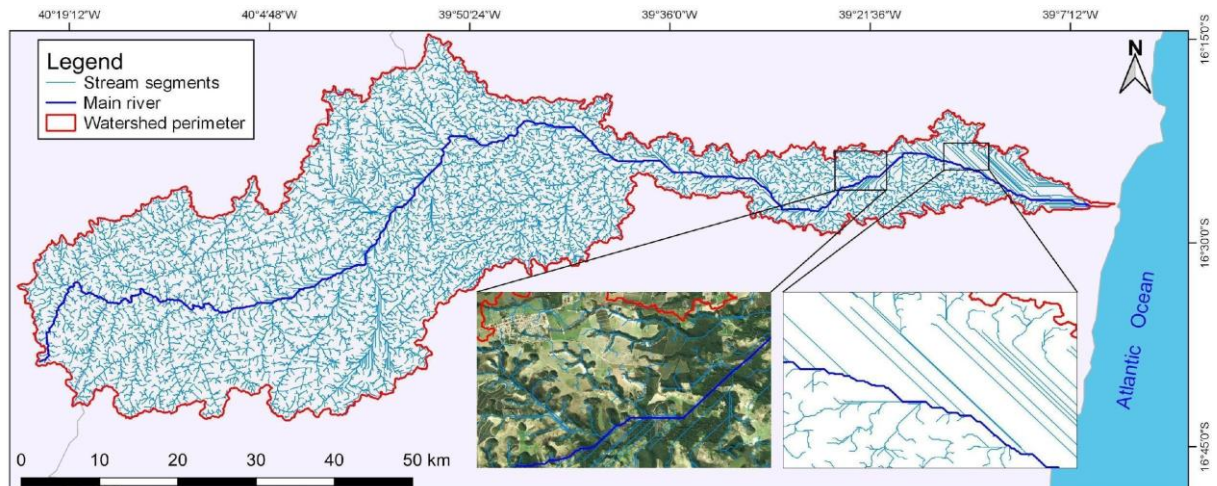 40°19'12"W 40°4'48"W 39°50'24"W 39°36'0"W 39°21'36"W 39°7'12"W
16°15'0"S
N
Legend
Stream segments
Main river
Watershed perimeter
16°30'0"S
Atlantic Ocean
16°45'0"S
0 10 20 30 40 50 km